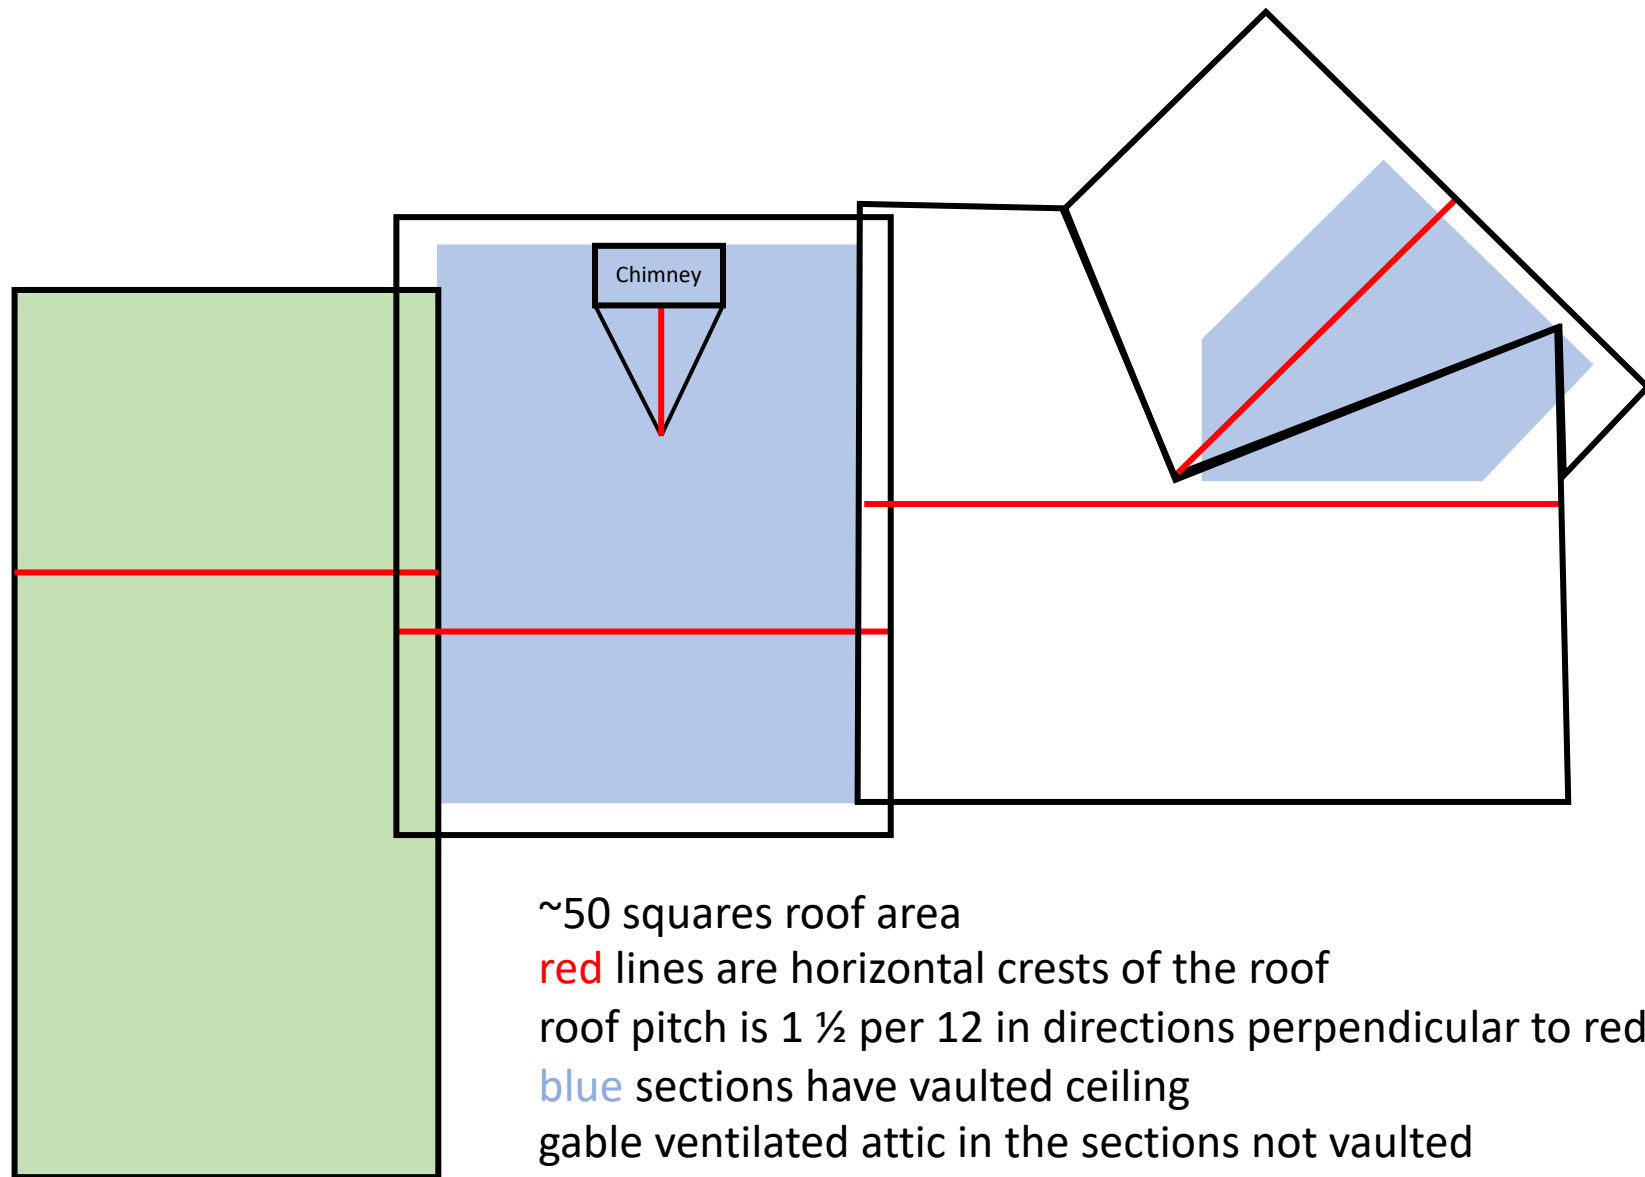 Chimney
~50 squares roof area
red lines are horizontal crests of the roof
roof pitch is 1 ½ per 12 in directions perpendicular to red
blue sections have vaulted ceiling
gable ventilated attic in the sections not vaulted